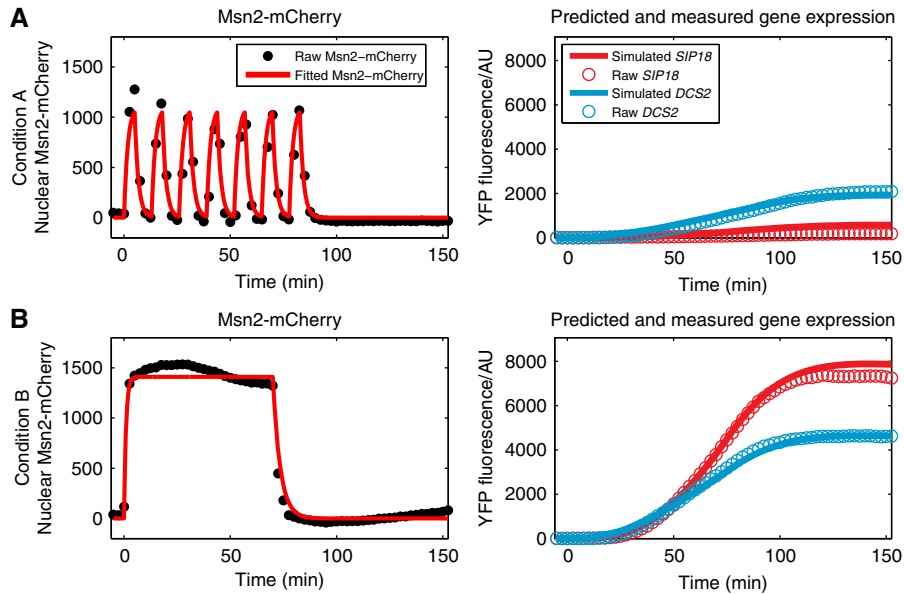 A
Msn2-mCherry
Condition A
Nuclear Msn2-mCherry
1500
1000
500
0
Raw Msn2−mCherry
Fitted Msn2−mCherry
0 50 100 150
Time (min)
Predicted and measured gene expression
YFP fluorescence/AU
8000
6000
4000
2000
0
Simulated SIP18
Raw SIP18
Simulated DCS2
Raw DCS2
0 50 100 150
Time (min)
B
Msn2-mCherry
Condition B
Nuclear Msn2-mCherry
1500
1000
500
0
0 50 100 150
Time (min)
Predicted and measured gene expression
YFP fluorescence/AU
8000
6000
4000
2000
0
0 50 100 150
Time (min)